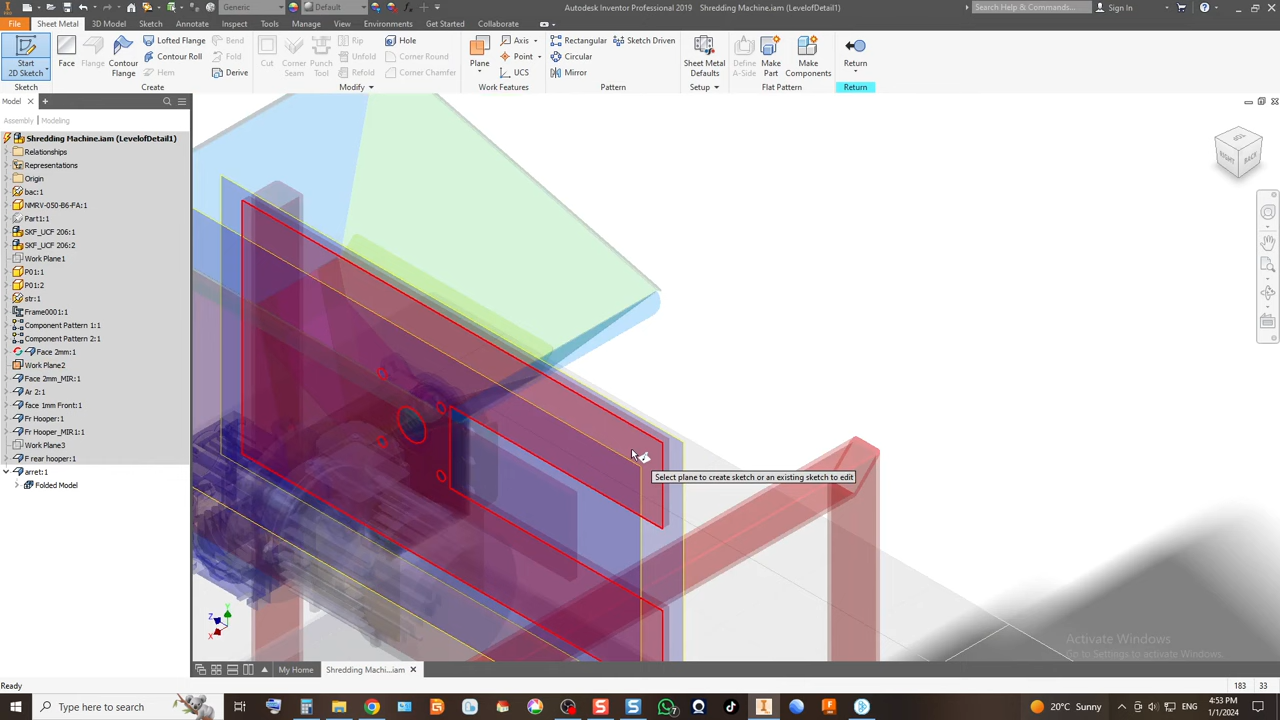 Generic
Default
Autodesk Inventor Professional 2019   Shredding Machine.iam (LevelofDetail1)
Search Help & Commands...
Sign In
File
Sheet Metal
3D Model
Sketch
Annotate
Inspect
Tools
Manage
View
Environments
Get Started
Collaborate
Start
2D Sketch
Face
Flange
Contour
Flange
Lofted Flange
Contour Roll
Hem
Bend
Fold
Derive
Cut
Corner
Seam
Punch
Tool
Rip
Unfold
Refold
Hole
Corner Round
Corner Chamfer
Plane
Axis
Point
UCS
Rectangular
Circular
Mirror
Sketch Driven
Sheet Metal
Defaults
Define
A-Side
Make
Part
Make
Components
Return
Sketch
Create
Modify
Work Features
Pattern
Setup
Flat Pattern
Return
Model
Assembly
Modeling
Shredding Machine.iam (LevelofDetail1)
Relationships
Representations
Origin
bac:1
NMRV-050-B6-FA:1
Part1:1
SKF_UCF 206:1
SKF_UCF 206:2
Work Plane1
P01:1
P01:2
str:1
Frame0001:1
Component Pattern 1:1
Component Pattern 2:1
Face 2mm:1
Work Plane2
Face 2mm_MIR:1
Ar 2:1
face 1mm Front:1
Fr Hooper:1
Fr Hooper_MIR1:1
Work Plane3
F rear hooper:1
arret:1
Folded Model
RIGHT
BACK
Select plane to create sketch or an existing sketch to edit
Y
Z
X
Activate Windows
Go to Settings to activate Windows.
My Home
Shredding Machi...iam
Ready
183
33
Type here to search
20°C Sunny
ENG
4:53 PM
1/1/2024